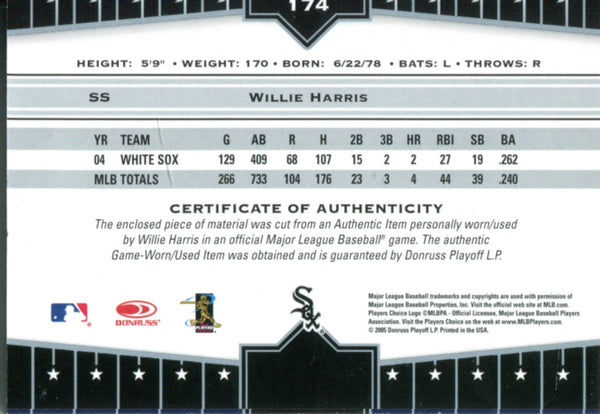 174
HEIGHT: 5'9" • WEIGHT: 170 • BORN: 6/22/78 • BATS: L • THROWS: R
SS WILLIE HARRIS
YR TEAM G AB R H 2B 3B HR RBI SB BA
04 WHITE SOX 129 409 68 107 15 2 2 27 19 .262
MLB TOTALS 266 733 104 176 23 3 4 44 39 .240
CERTIFICATE OF AUTHENTICITY
The enclosed piece of material was cut from an Authentic Item personally worn/used
by Willie Harris in an official Major League Baseball® game. The authentic
Game-Worn/Used Item was obtained and is guaranteed by Donruss Playoff L.P.
Major League Baseball trademarks and copyrights are used with permission of
Major League Baseball Properties, Inc. Visit the official web site at MLB.com.
Players Choice Logo ©MLBPA - Official Licensee, Major League Baseball Players
Association. Visit the Players Choice on the web at www.MLBPlayers.com.
© 2005 Donruss Playoff L.P. Printed in the USA.
DONRUSS
PLAYERS
Sox